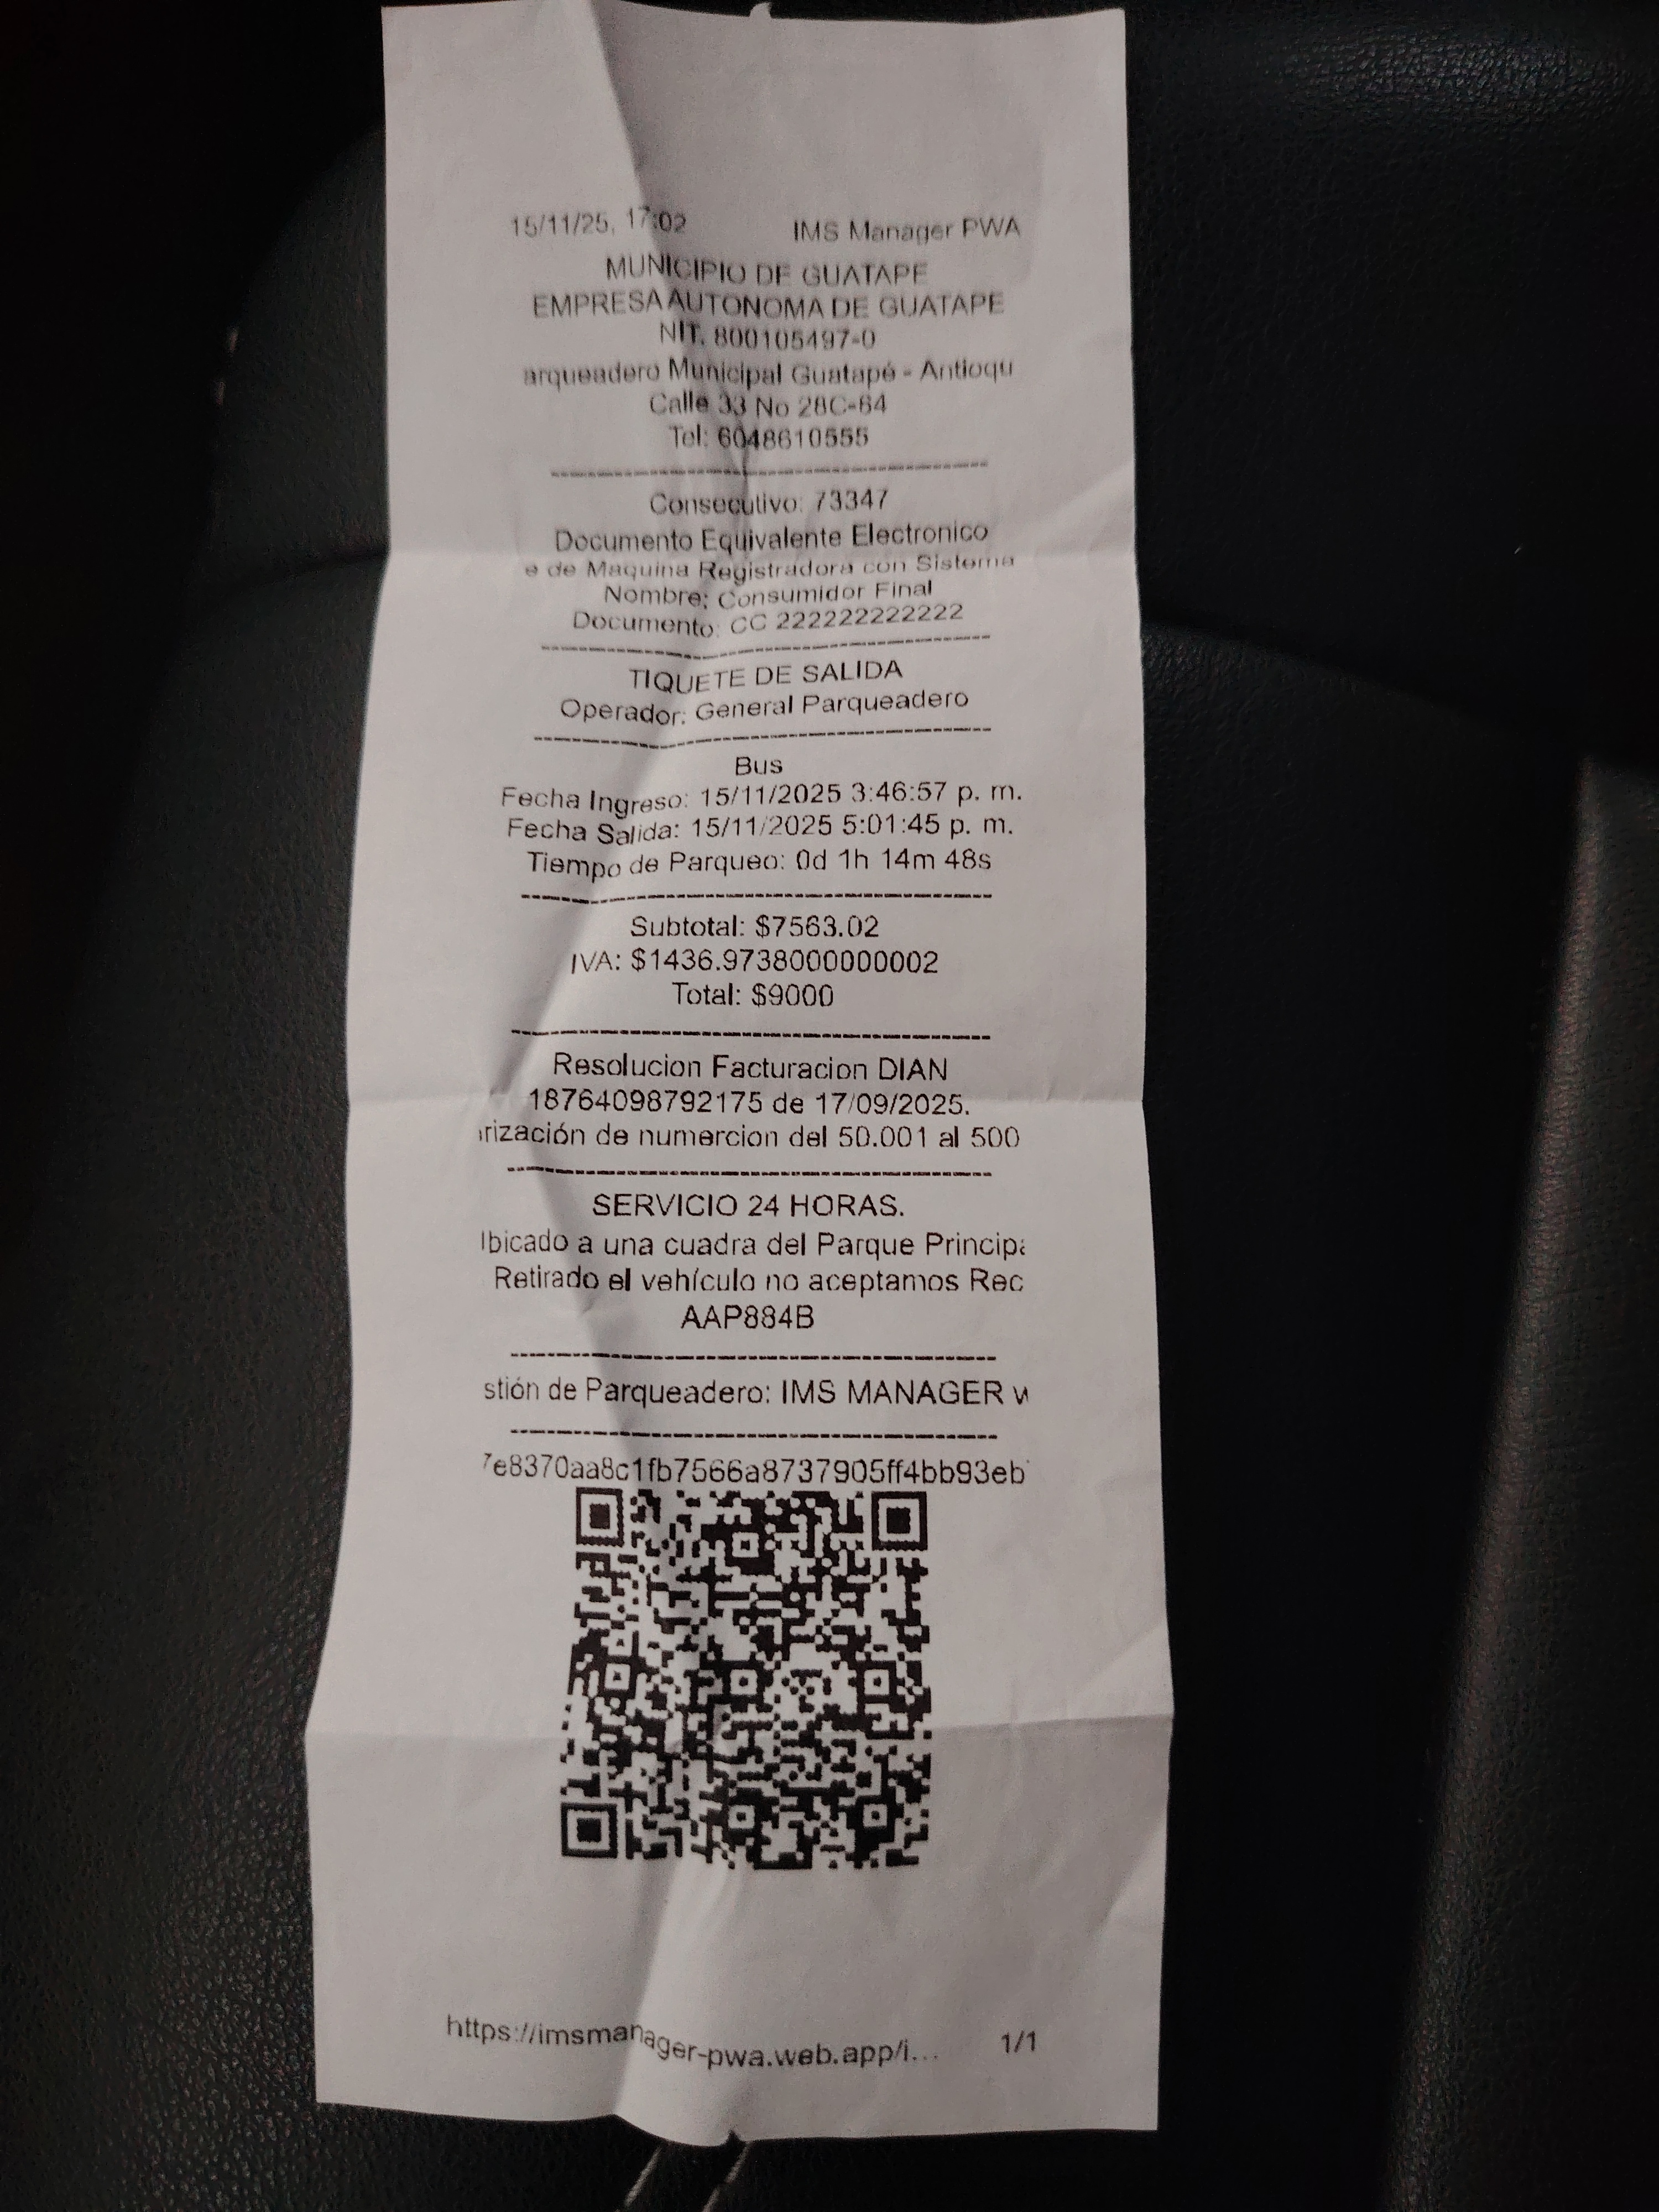 15/11/25, 17:02 IMS Manager PWA
MUNICIPIO DE GUATAPE
EMPRESA AUTONOMA DE GUATAPE
NIT. 800105497-0
arqueadero Municipal Guatapé - Antioqu
Calle 33 No 28C-64
Tel: 6048610555
Consecutivo: 73347
Documento Equivalente Electronico
e de Maquina Registradora con Sistema
Nombre: Consumidor Final
Documento: CC 222222222222
TIQUETE DE SALIDA
Operador: General Parqueadero
Bus
Fecha Ingreso: 15/11/2025 3:46:57 p. m.
Fecha Salida: 15/11/2025 5:01:45 p. m.
Tiempo de Parqueo: 0d 1h 14m 48s
Subtotal: $7563.02
IVA: $1436.9738000000002
Total: $9000
Resolucion Facturacion DIAN
18764098792175 de 17/09/2025.
rización de numercion del 50.001 al 500
SERVICIO 24 HORAS.
bicado a una cuadra del Parque Princip
Retirado el vehículo no aceptamos Rec
AAP884B
stión de Parqueadero: IMS MANAGER
7e8370aa8c1fb7566a8737905ff4bb93eb
https://imsmanager-pwa.web.app/i... 1/1